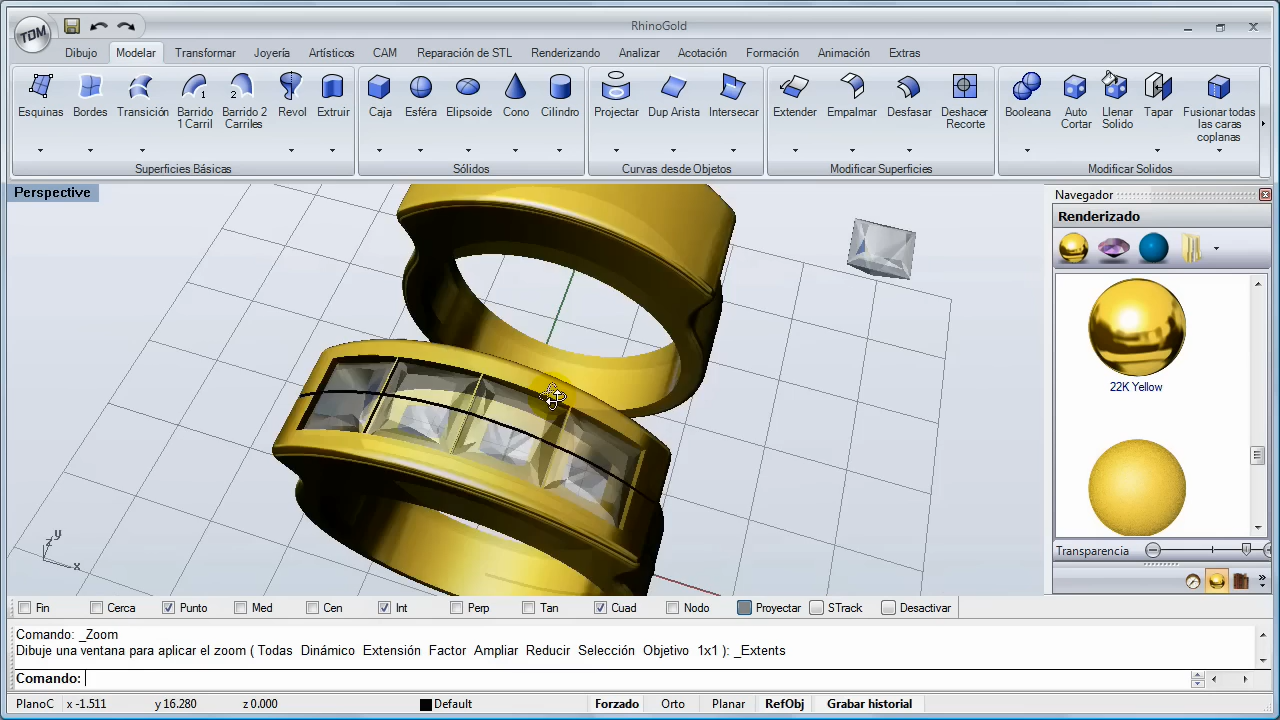 TDM
RhinoGold
Dibujo Modelar Transformar Joyería Artísticos CAM Reparación de STL Renderizando Analizar Acotación Formación Animación Extras
Esquinas Bordes Transición Barrido 1 Carril Barrido 2 Carriles Revol Extruir
Caja Esféra Elipsoide Cono Cilindro
Projectar Dup Arista Intersecar
Extender Empalmar Desfasar Deshacer Recorte
Booleana Auto Cortar Llenar Solido Tapar Fusionar todas las caras coplanas
Superficies Básicas Sólidos Curvas desde Objetos Modificar Superficies Modificar Solidos
Perspective
Navegador
Renderizado
22K Yellow
Transparencia
z y x
Fin Cerca Punto Med Cen Int Perp Tan Cuad Nodo Proyectar STrack Desactivar
Comando: _Zoom
Dibuje una ventana para aplicar el zoom ( Todas Dinámico Extensión Factor Ampliar Reducir Selección Objetivo 1x1 ): _Extents
Comando:
PlanoC x -1.511 y 16.280 z 0.000 Default Forzado Orto Planar RefObj Grabar historial